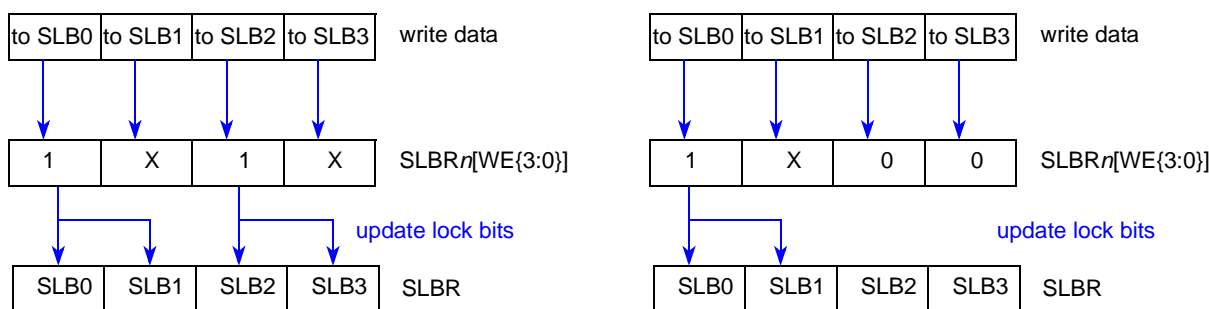 to SLB0 to SLB1 to SLB2 to SLB3 write data
1 X 1 X SLBRn[WE{3:0}]
update lock bits
SLB0 SLB1 SLB2 SLB3 SLBR
to SLB0 to SLB1 to SLB2 to SLB3 write data
1 X 0 0 SLBRn[WE{3:0}]
update lock bits
SLB0 SLB1 SLB2 SLB3 SLBR